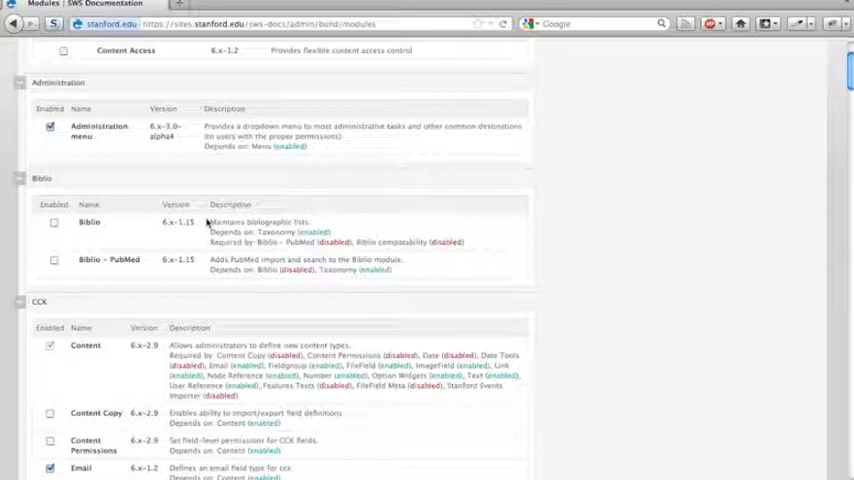 Modules | SWS Documentation
stanford.edu https://sites.stanford.edu/sws-docs/admin/build/modules
Google
Content Access 6.x-1.2 Provides flexible content access control
Administration
Enabled Name Version Description
Administration menu 6.x-3.0-alpha4 Provides a dropdown menu to most administrative tasks and other common destinations
(to users with the proper permissions).
Depends on: Menu (enabled)
Biblio
Enabled Name Version Description
Biblio 6.x-1.15 Maintains bibliographic lists.
Depends on: Taxonomy (enabled)
Required by: Biblio - PubMed (disabled), Biblio compatability (disabled)
Biblio - PubMed 6.x-1.15 Adds PubMed import and search to the Biblio module.
Depends on: Biblio (disabled), Taxonomy (enabled)
CCK
Enabled Name Version Description
Content 6.x-2.9 Allows administrators to define new content types.
Required by: Content Copy (disabled), Content Permissions (disabled), Date (disabled), Date Tools
(disabled), Email (enabled), Fieldgroup (enabled), FileField (enabled), ImageField (enabled), Link
(enabled), Node Reference (enabled), Number (enabled), Option Widgets (enabled), Text (enabled),
User Reference (enabled), Features Tests (disabled), FileField Meta (disabled), Stanford Events
Importer (disabled)
Content Copy 6.x-2.9 Enables ability to import/export field definitions
Depends on: Content (enabled)
Content Permissions 6.x-2.9 Set field-level permissions for CCK fields.
Depends on: Content (enabled)
Email 6.x-1.2 Defines an email field type for cck
Depends on: Content (enabled)